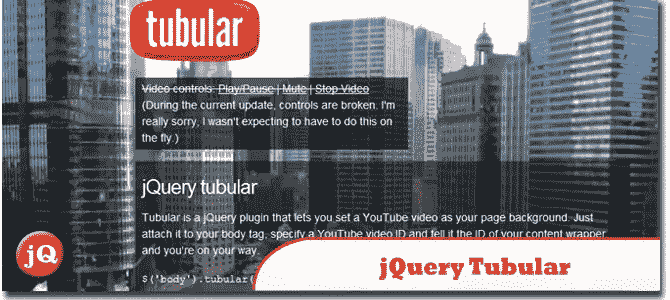 tubular
Video controls: Play/Pause | Mute | Stop Video
(During the current update, controls are broken. I'm
really sorry, I wasn't expecting to have to do this on
the fly.)
jQuery tubular
Tubular is a jQuery plugin that lets you set a YouTube video as your page background. Just
attach it to your body tag, specify a YouTube video ID and tell it the ID of your content wrapper,
and you're on your way.
$('body').tubular(
jQ
jQuery Tubular